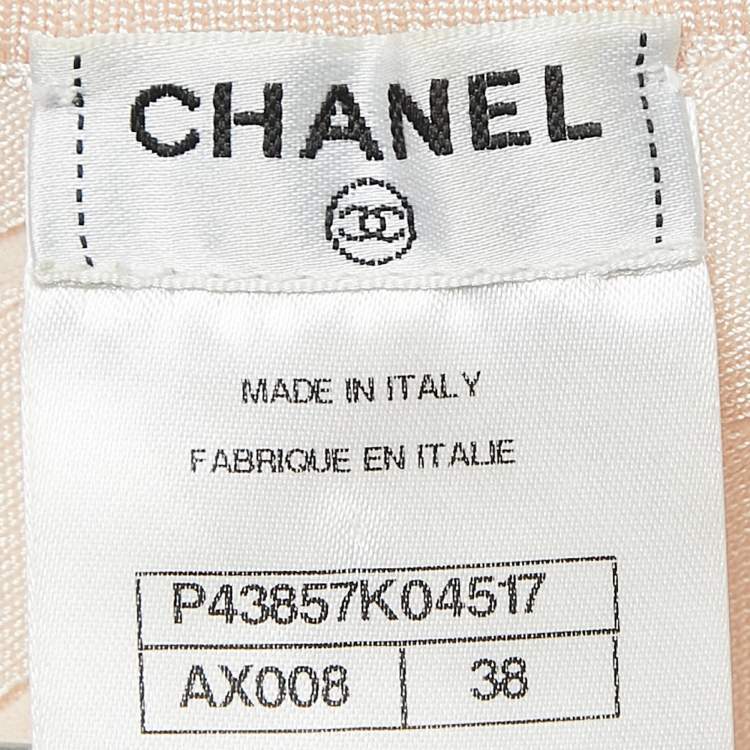 CHANEL
MADE IN ITALY
FABRIQUE EN ITALIE
P43857K04517
AX008 38